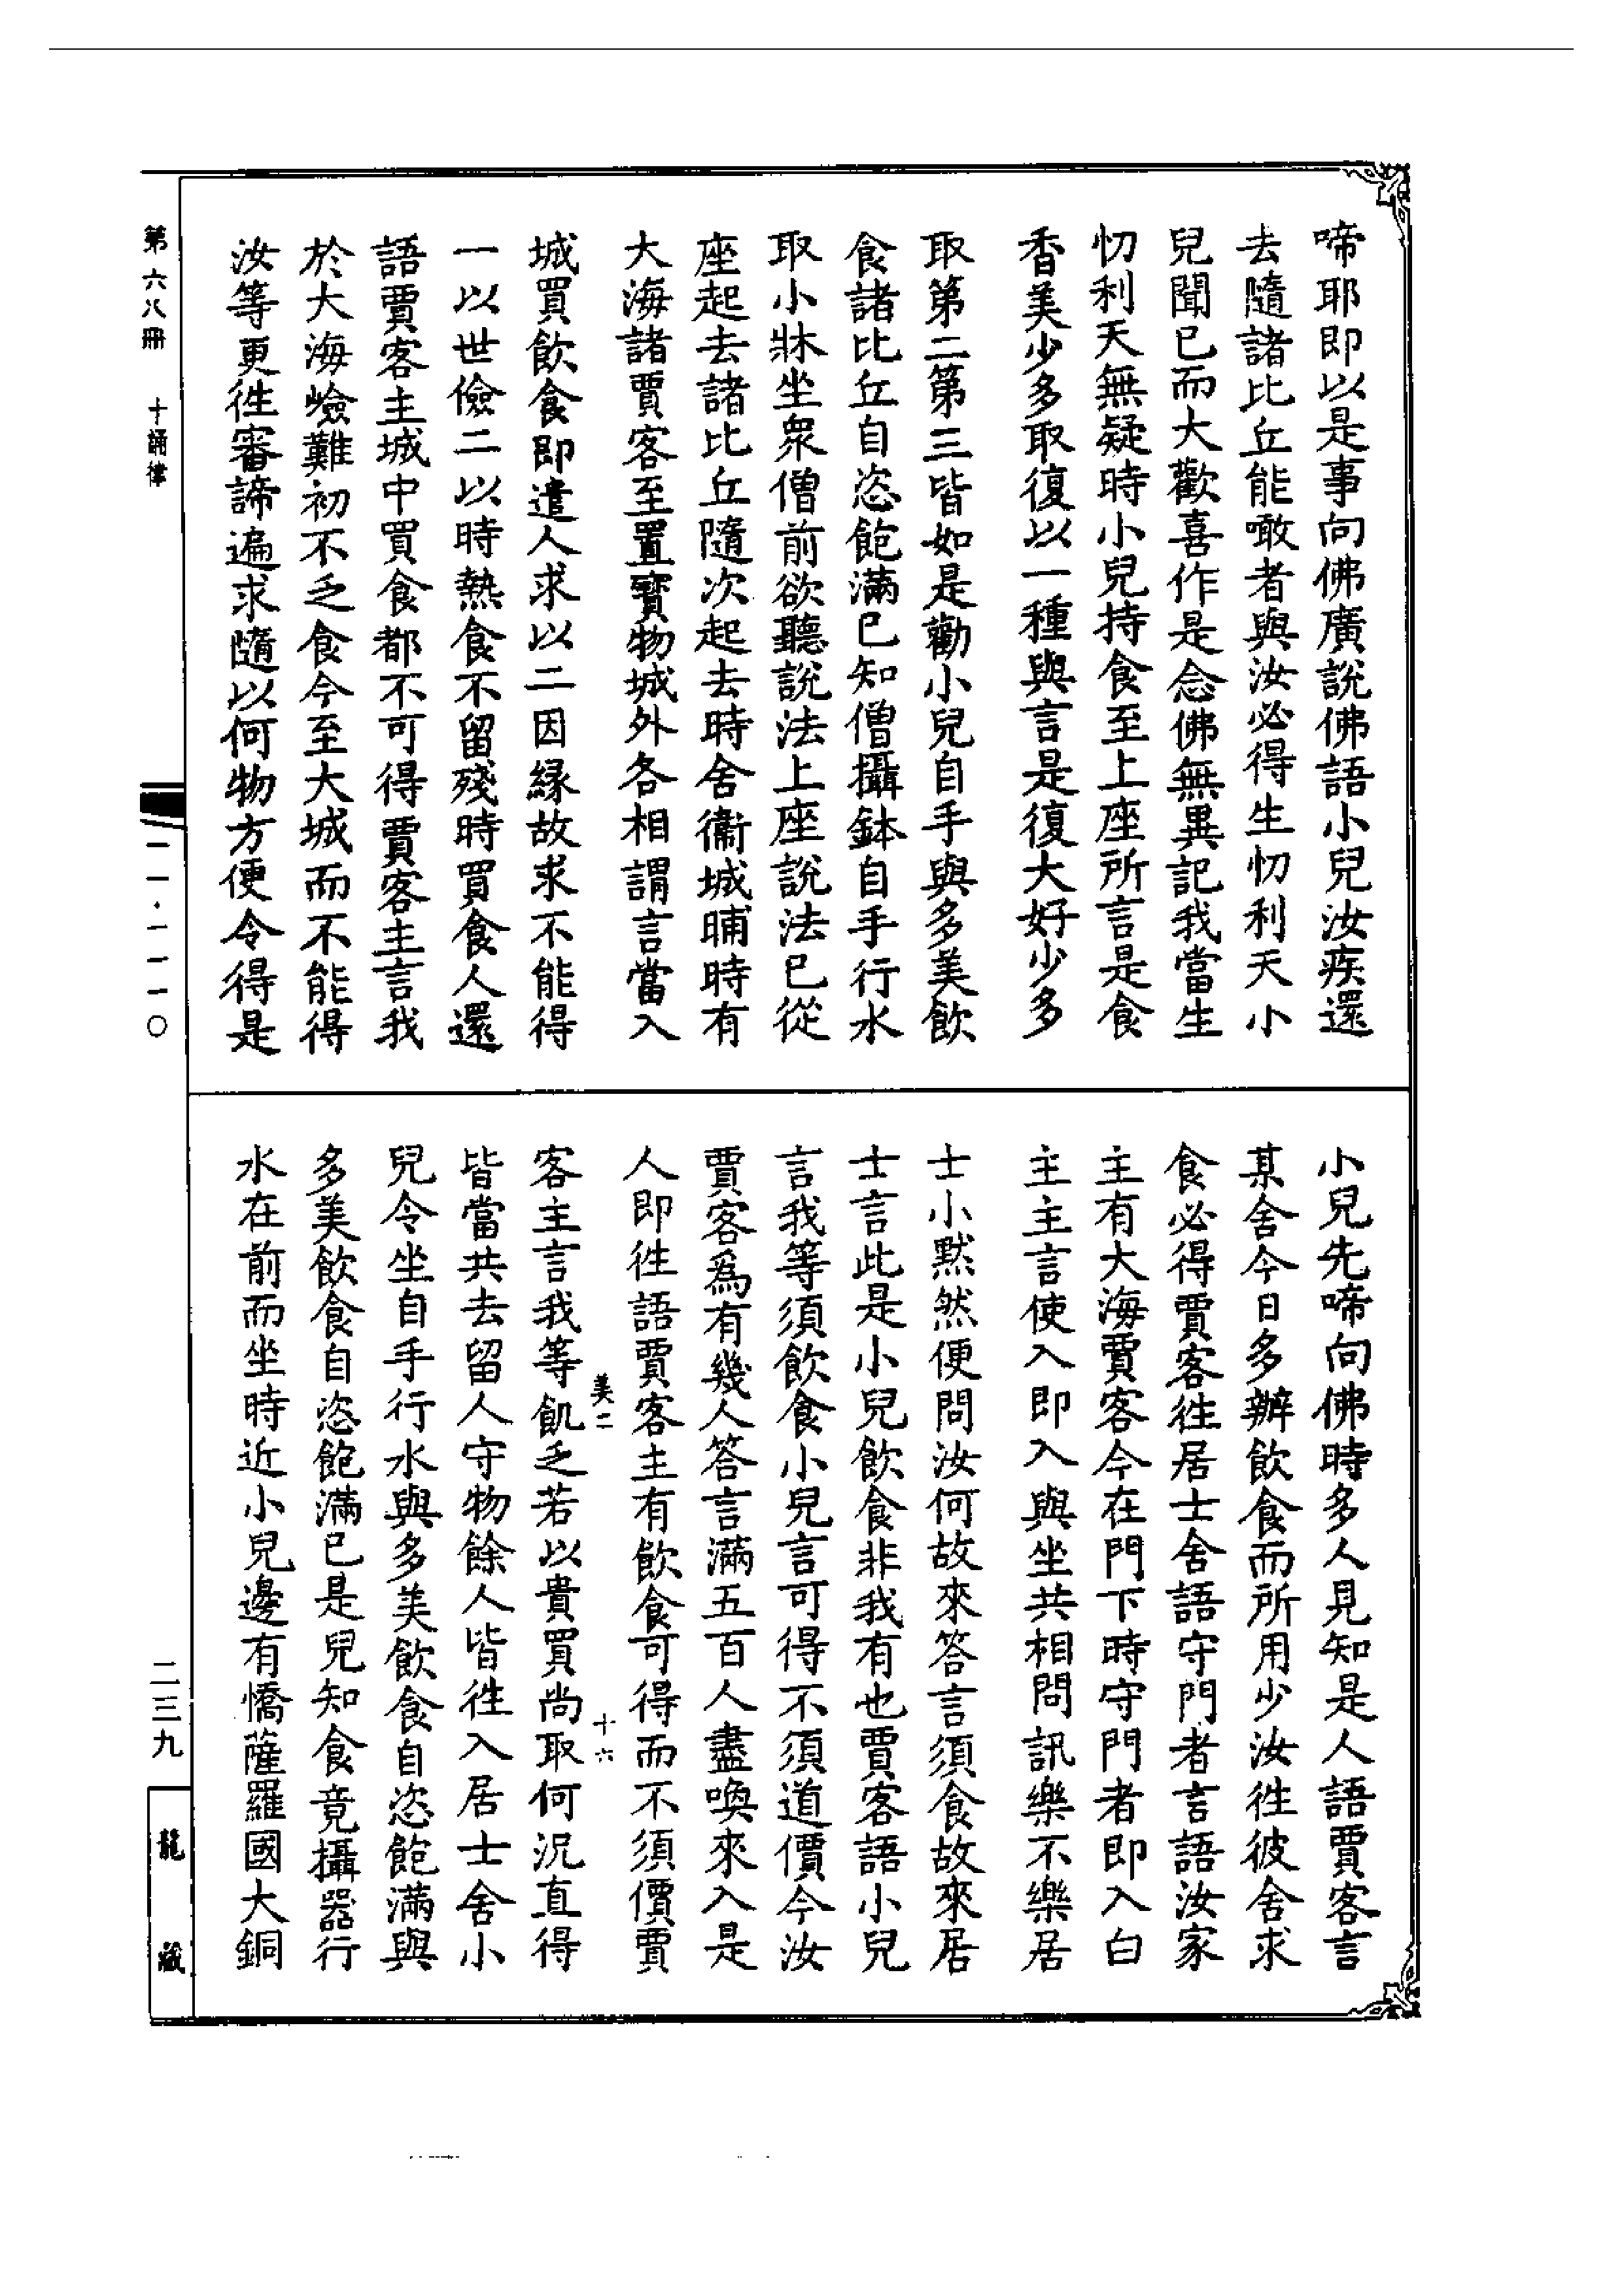 啼耶即以是事向佛廣說佛語小兒汝疾還
去隨諸比丘能噉者與汝必得生忉利天小
兒聞已而大歡喜作是念佛無異記我當生
忉利天無疑時小兒持食至上座所言是食
香美少多取復以一種與言是復大好少多
取第二第三皆如是勸小兒自手與多美飲
食諸比丘自恣飽滿已知僧攝鉢自手行水
取小牀坐衆僧前欲聽說法上座說法已從
座起去諸比丘隨次起去時舍衞城晡時有
大海諸賈客至置寶物城外各相謂言當入
城買飲食即遣人求以二因緣故求不能得
一以世儉二以時熱食不留殘時買食人還
語賈客主城中買食都不可得賈客主言我
於大海嶮難初不乏食今至大城而不能得
汝等更徃審諦遍求隨以何物方便令得是
小兒先啼向佛時多人見知是人語賈客言
某舍今日多辦飲食而所用少汝徃彼舍求
食必得賈客徃居士舍語守門者言語汝家
主有大海賈客今在門下時守門者即入白
主主言使入即入與坐共相問訊樂不樂居
士小默然便問汝何故來答言須食故來居
士言此是小兒飲食非我有也賈客語小兒
言我等須飲食小兒言可得不須道價今汝
賈客爲有幾人答言滿五百人盡喚來入是
人即徃語賈客主有飲食可得而不須價賈
客主言我等飢乏若以貴買尚取何況直得
皆當共去留人守物餘人皆徃入居士舍小
兒令坐自手行水與多美飲食自恣飽滿與
多美飲食自恣飽滿已是兒知食竟攝器行
水在前而坐時近小兒邊有憍薩羅國大銅
美二
十六
第六八冊 十誦律
一一·一一一〇
二三九
龍藏